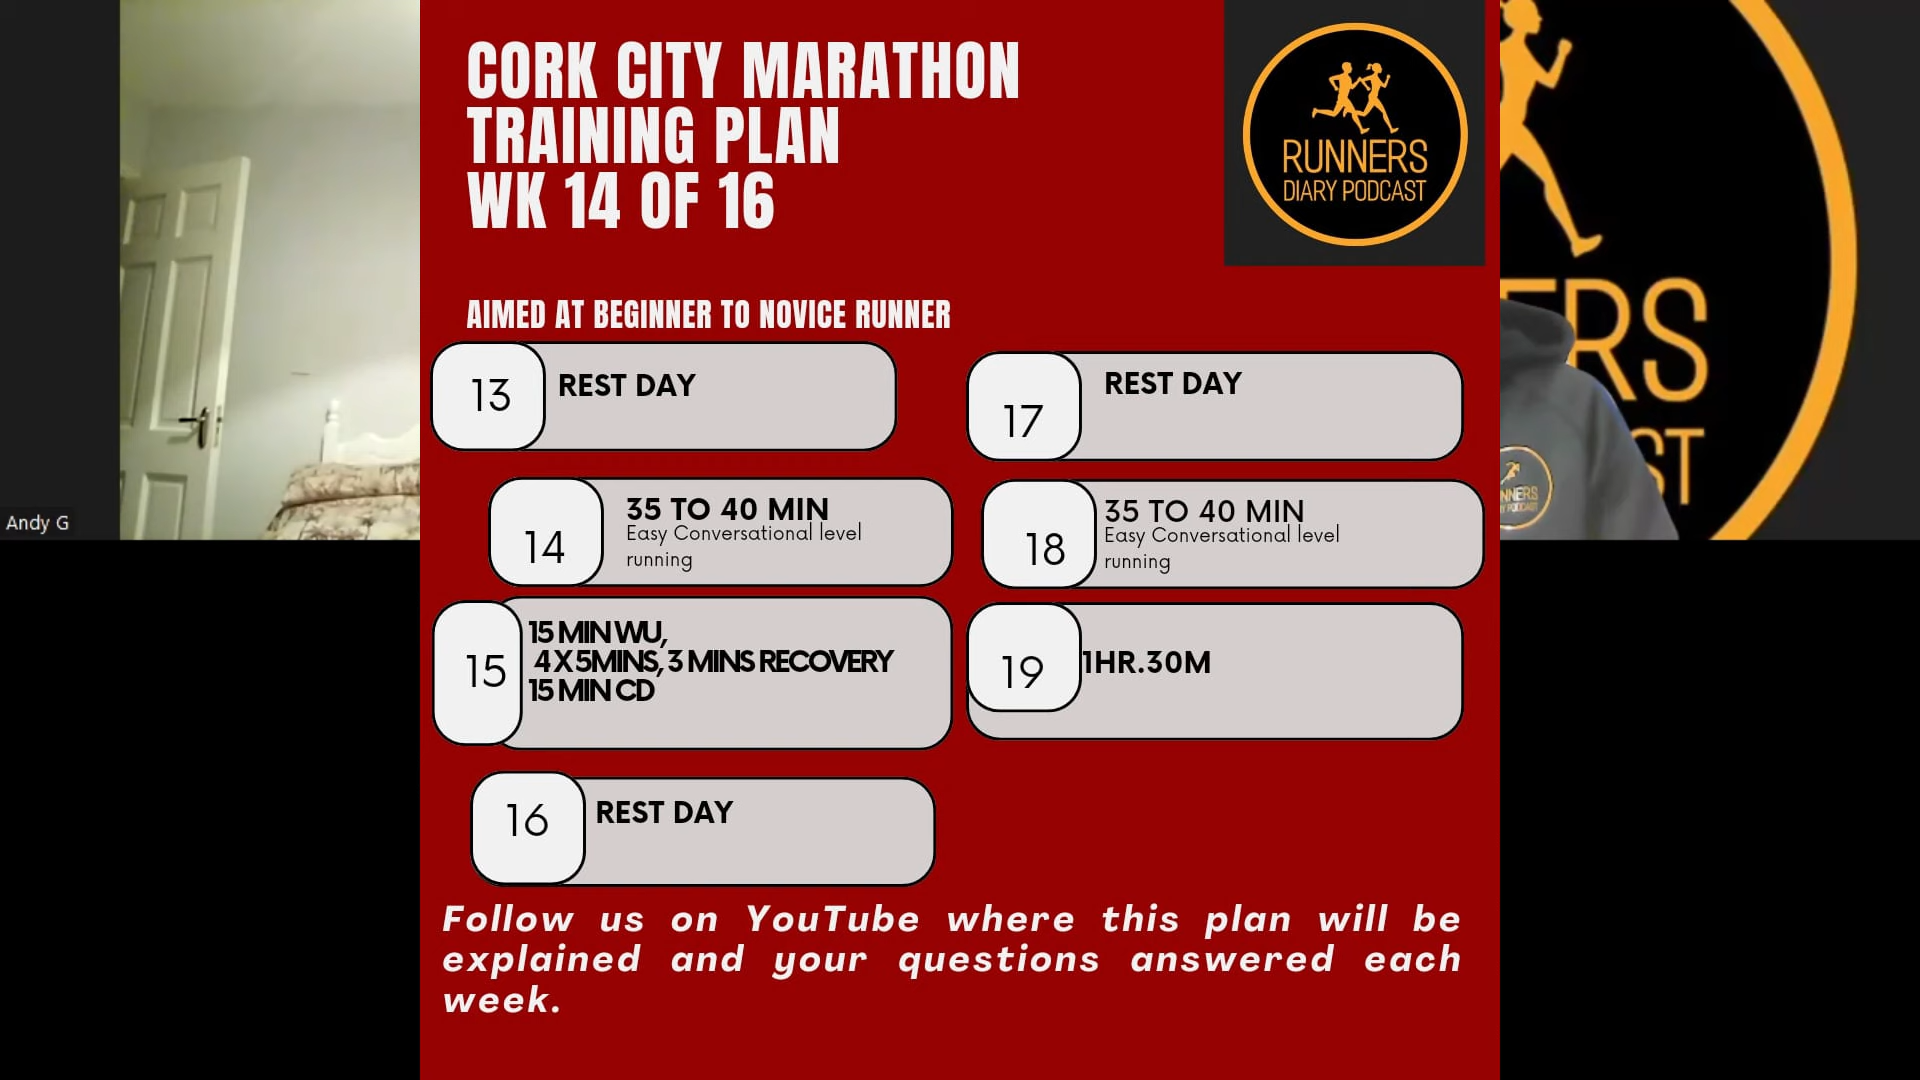 CORK CITY MARATHON
TRAINING PLAN
WK 14 OF 16
RUNNERS
DIARY PODCAST
AIMED AT BEGINNER TO NOVICE RUNNER
13 REST DAY
14 35 TO 40 MIN
Easy Conversational level
running
15 15 MIN WU,
4 X 5MINS, 3 MINS RECOVERY
15 MIN CD
16 REST DAY
17 REST DAY
18 35 TO 40 MIN
Easy Conversational level
running
19 1HR.30M
Follow us on YouTube where this plan will be
explained and your questions answered each
week.
Andy G